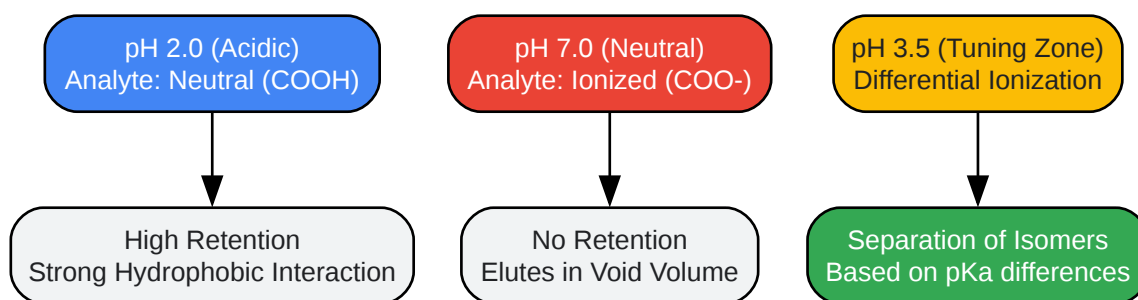 pH 2.0 (Acidic)
Analyte: Neutral (COOH)
pH 7.0 (Neutral)
Analyte: Ionized (COO-)
pH 3.5 (Tuning Zone)
Differential Ionization
High Retention
Strong Hydrophobic Interaction
No Retention
Elutes in Void Volume
Separation of Isomers
Based on pKa differences